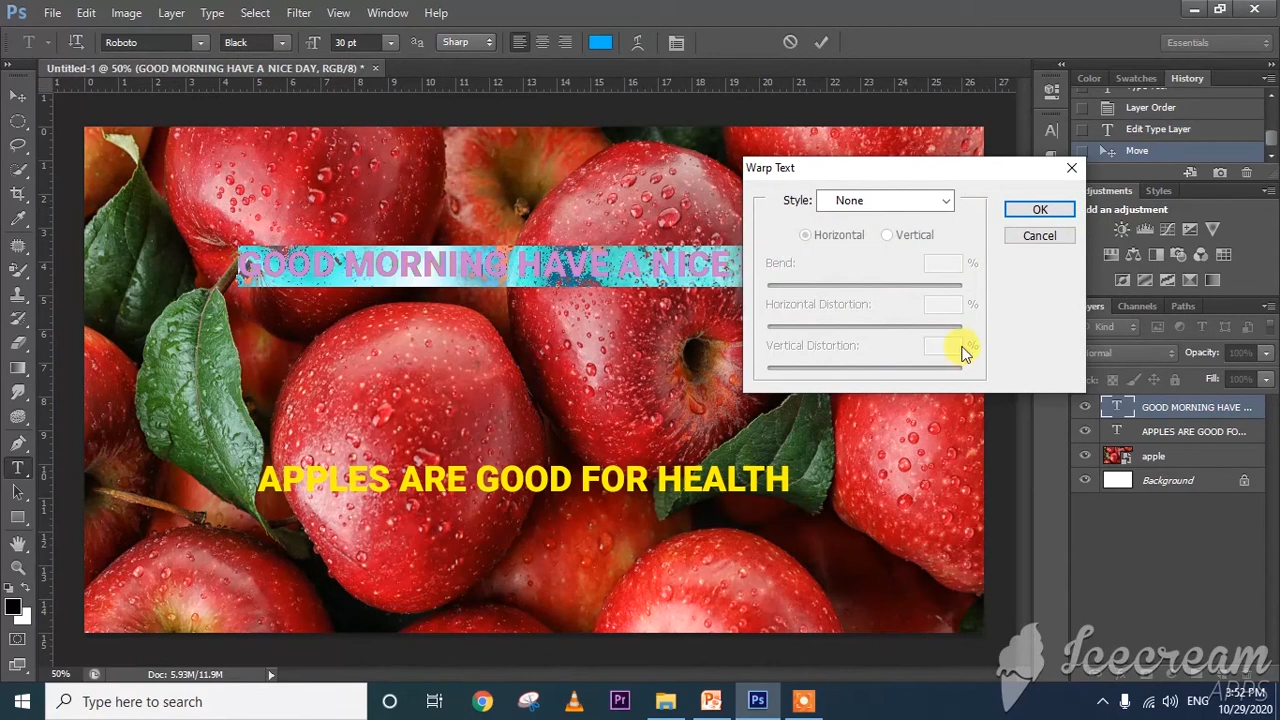 Ps File Edit Image Layer Type Select Filter View Window Help
T Roboto Black 30 pt Sharp Essentials
Untitled-1 @ 50% (GOOD MORNING HAVE A NICE DAY, RGB/8) *
Color Swatches History
Layer Order
Edit Type Layer
Move
Adjustments Styles
Add an adjustment
Channels Paths
Kind
Normal Opacity: 100%
Fill: 100%
GOOD MORNING HAVE ...
APPLES ARE GOOD FO...
apple
Background
Warp Text
Style: None
Horizontal Vertical
Bend: %
Horizontal Distortion: %
Vertical Distortion: %
OK
Cancel
GOOD MORNING HAVE A NICE
APPLES ARE GOOD FOR HEALTH
50% Doc: 5.93M/11.9M
Icecream
APPS
Type here to search
Pr Ps
ENG 3:52 PM
10/29/2020